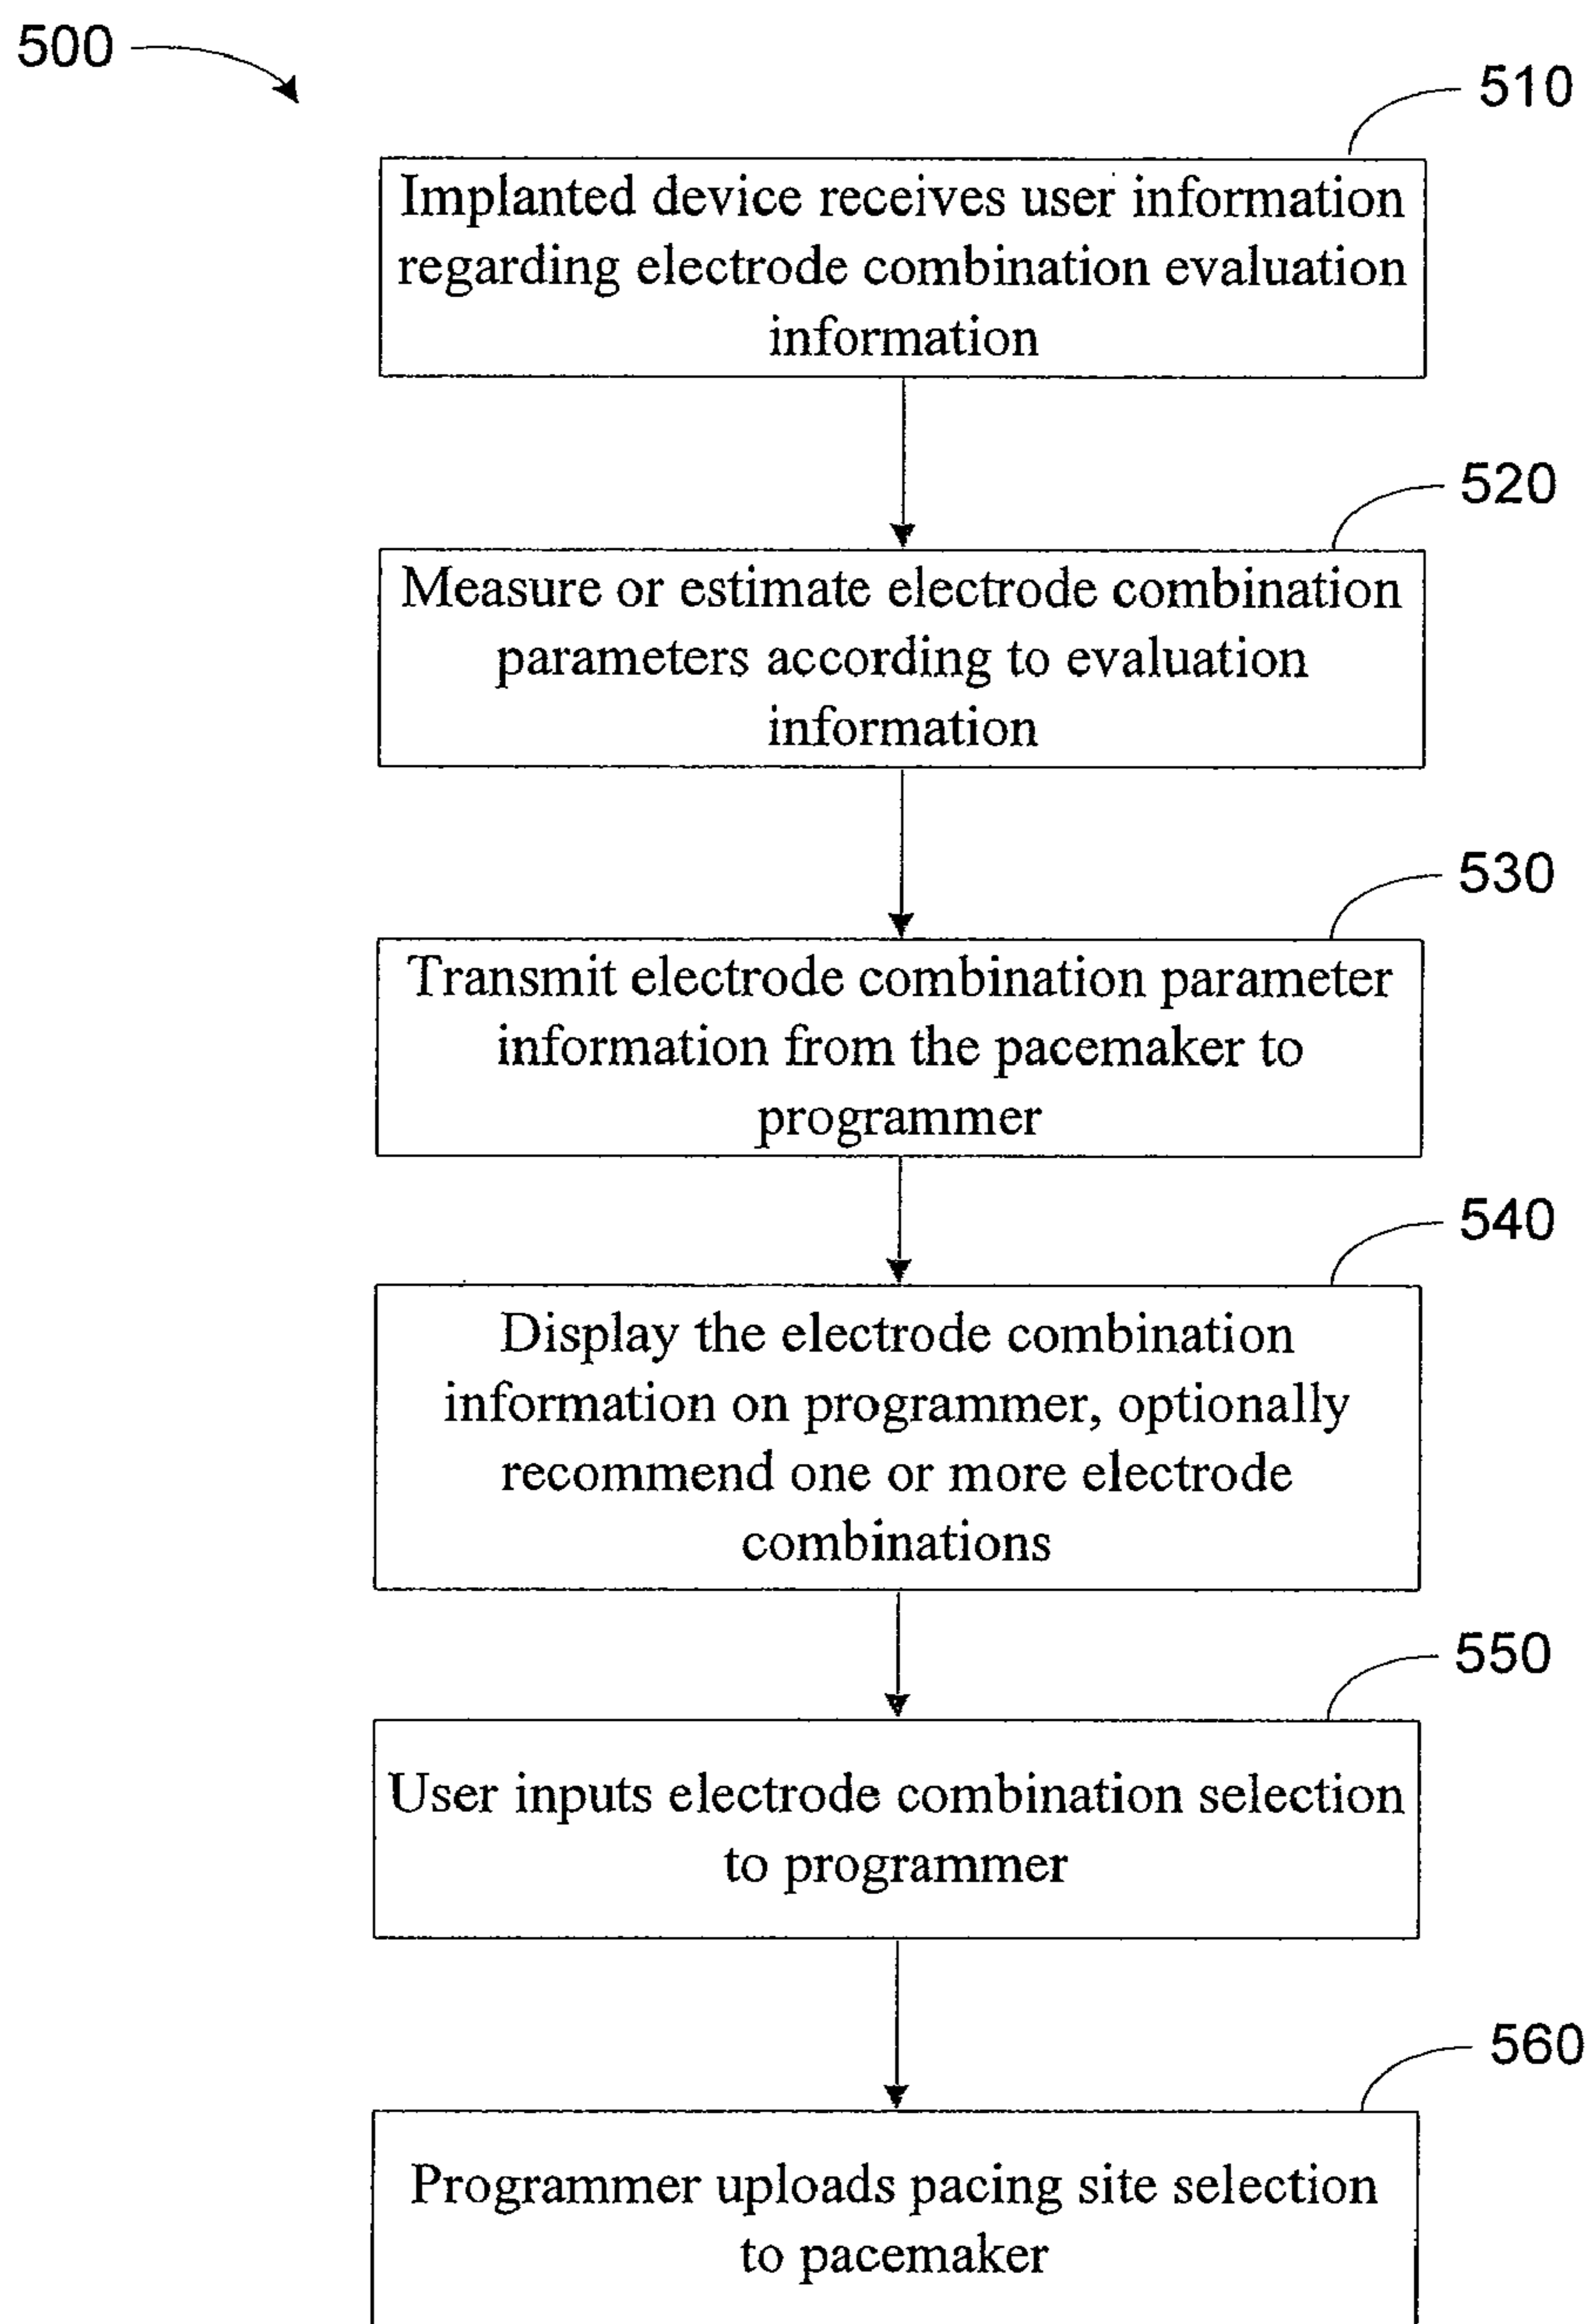 500
510
Implanted device receives user information
regarding electrode combination evaluation
information
520
Measure or estimate electrode combination
parameters according to evaluation
information
530
Transmit electrode combination parameter
information from the pacemaker to
programmer
540
Display the electrode combination
information on programmer, optionally
recommend one or more electrode
combinations
550
User inputs electrode combination selection
to programmer
560
Programmer uploads pacing site selection
to pacemaker